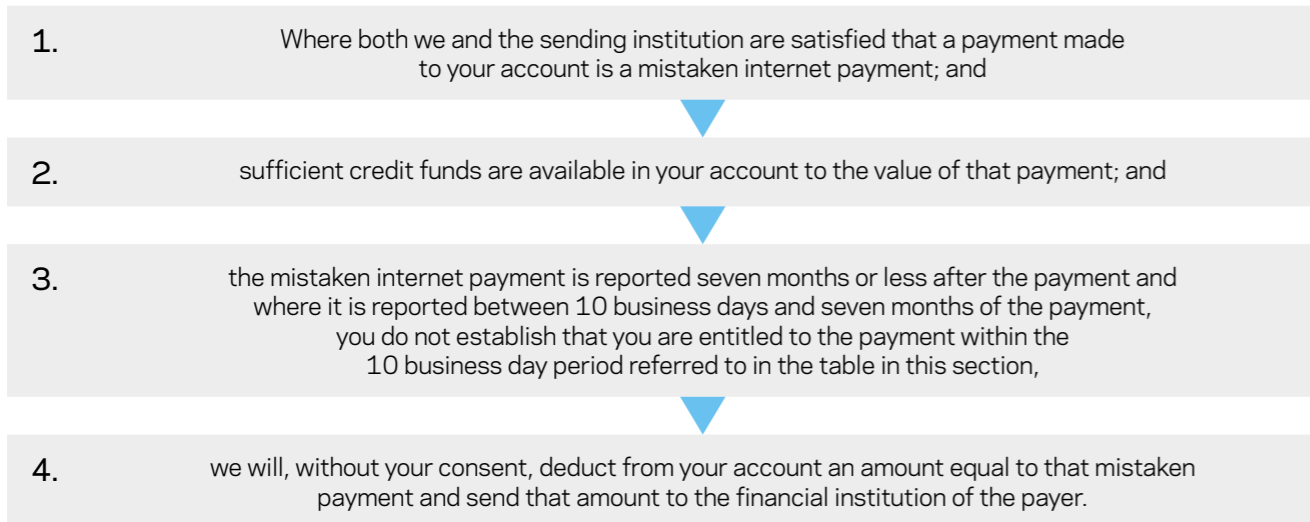 1. Where both we and the sending institution are satisfied that a payment made
to your account is a mistaken internet payment; and
2. sufficient credit funds are available in your account to the value of that payment; and
3. the mistaken internet payment is reported seven months or less after the payment and
where it is reported between 10 business days and seven months of the payment,
you do not establish that you are entitled to the payment within the
10 business day period referred to in the table in this section,
4. we will, without your consent, deduct from your account an amount equal to that mistaken
payment and send that amount to the financial institution of the payer.